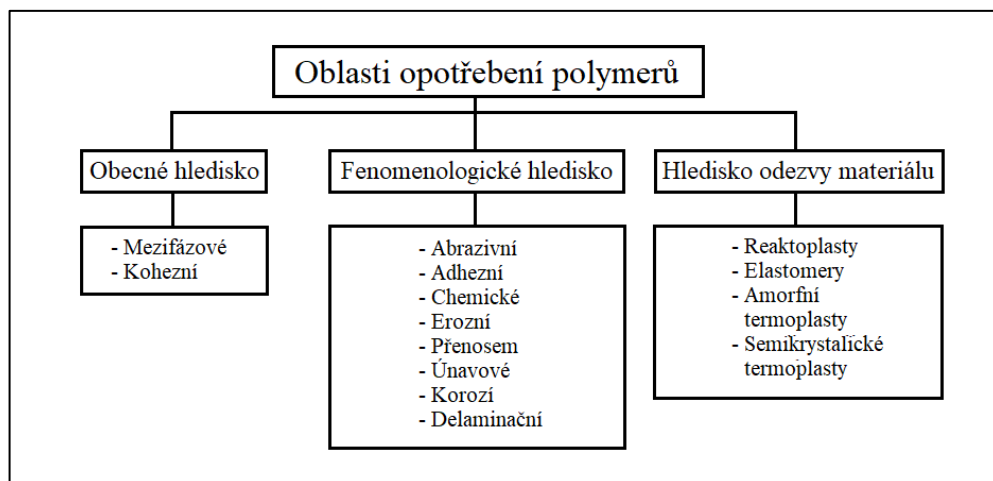 Oblasti opotřebení polymerů
Obecné hledisko
- Mezifázové
- Kohezní
Fenomenologické hledisko
- Abrazivní
- Adhezní
- Chemické
- Erozní
- Přenosem
- Únavové
- Korozí
- Delaminační
Hledisko odezvy materiálu
- Reaktoplasty
- Elastomery
- Amorfní
termoplasty
- Semikrystalické
termoplasty